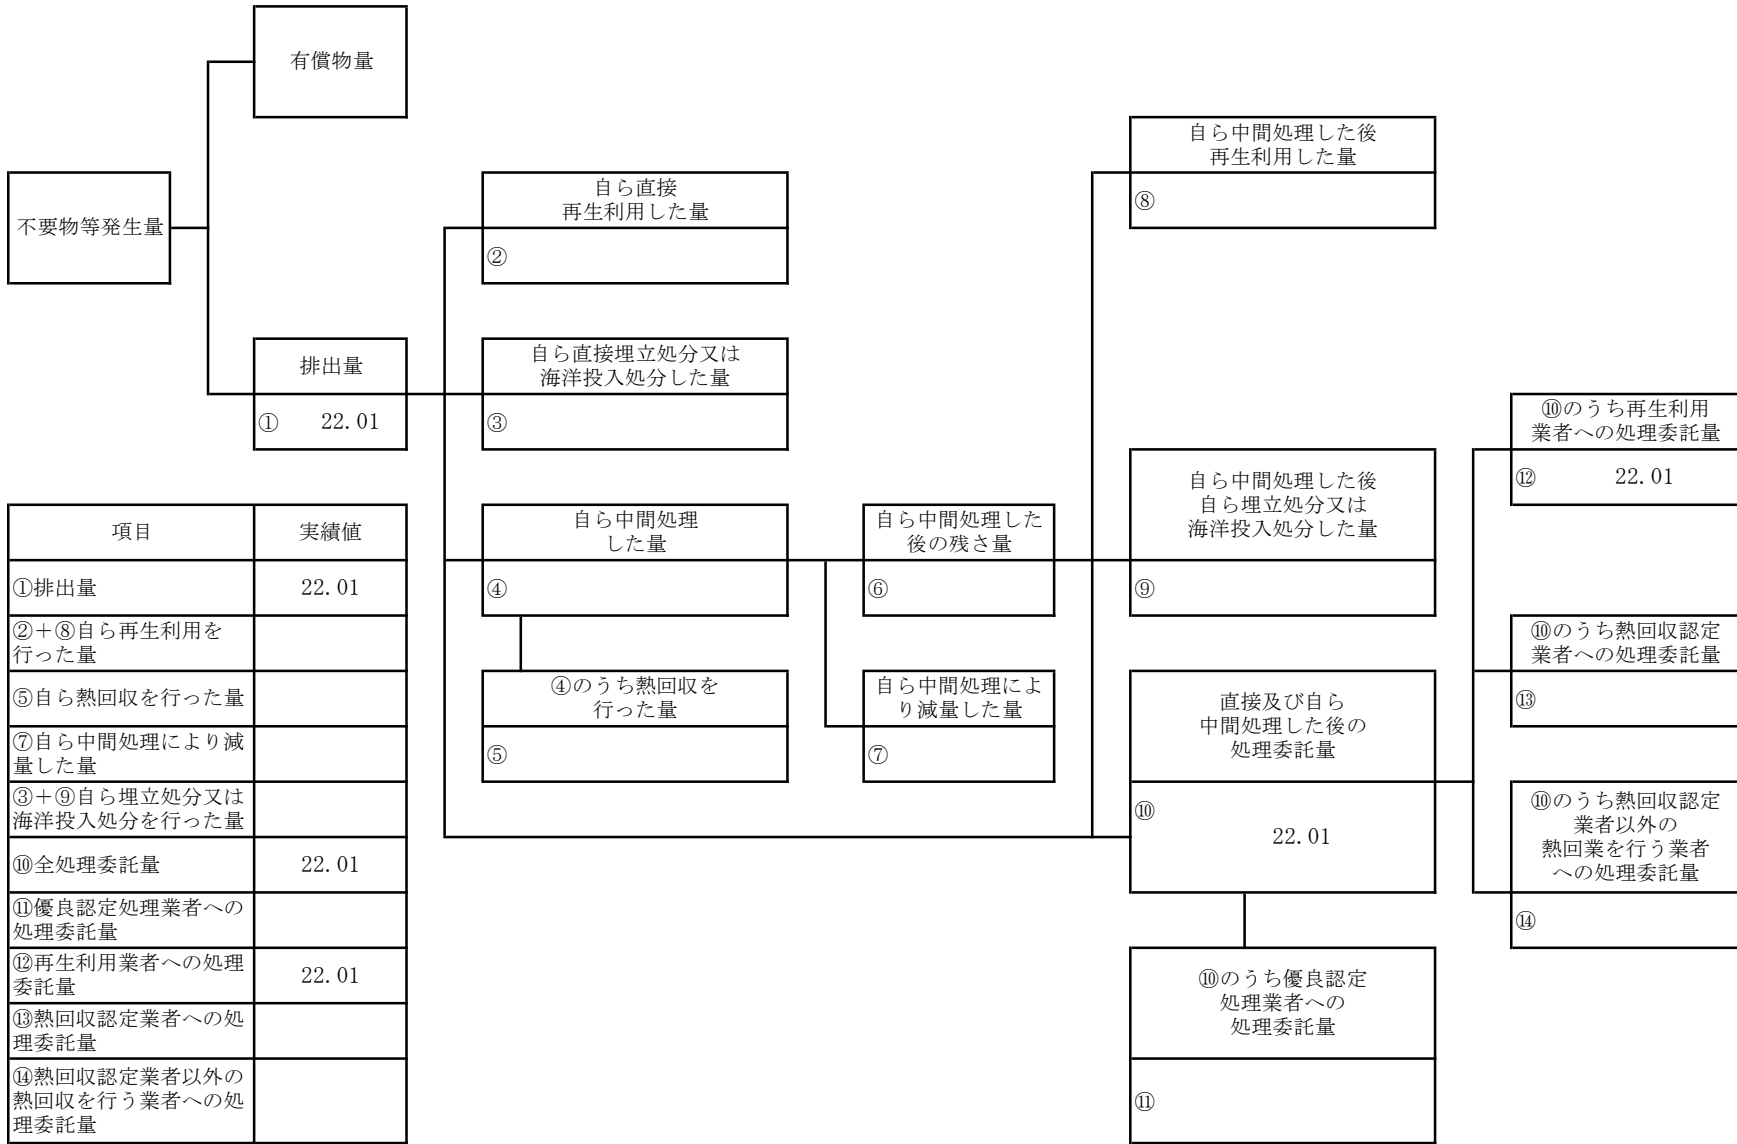 有償物量
不要物等発生量
排出量
① 22.01
自ら直接
再生利用した量
②
自ら直接埋立処分又は
海洋投入処分した量
③
自ら中間処理
した量
④
④のうち熱回収を
行った量
⑤
自ら中間処理した
後の残さ量
⑥
自ら中間処理によ
り減量した量
⑦
自ら中間処理した後
再生利用した量
⑧
自ら中間処理した後
自ら埋立処分又は
海洋投入処分した量
⑨
直接及び自ら
中間処理した後の
処理委託量
⑩
22.01
⑩のうち優良認定
処理業者への
処理委託量
⑪
⑩のうち再生利用
業者への処理委託量
⑫ 22.01
⑩のうち熱回収認定
業者への処理委託量
⑬
⑩のうち熱回収認定
業者以外の
熱回業を行う業者
への処理委託量
⑭
項目 実績値
①排出量 22.01
②＋⑧自ら再生利用を
行った量
⑤自ら熱回収を行った量
⑦自ら中間処理により減
量した量
③＋⑨自ら埋立処分又は
海洋投入処分を行った量
⑩全処理委託量 22.01
⑪優良認定処理業者への
処理委託量
⑫再生利用業者への処理
委託量 22.01
⑬熱回収認定業者への処
理委託量
⑭熱回収認定業者以外の
熱回収を行う業者への処
理委託量